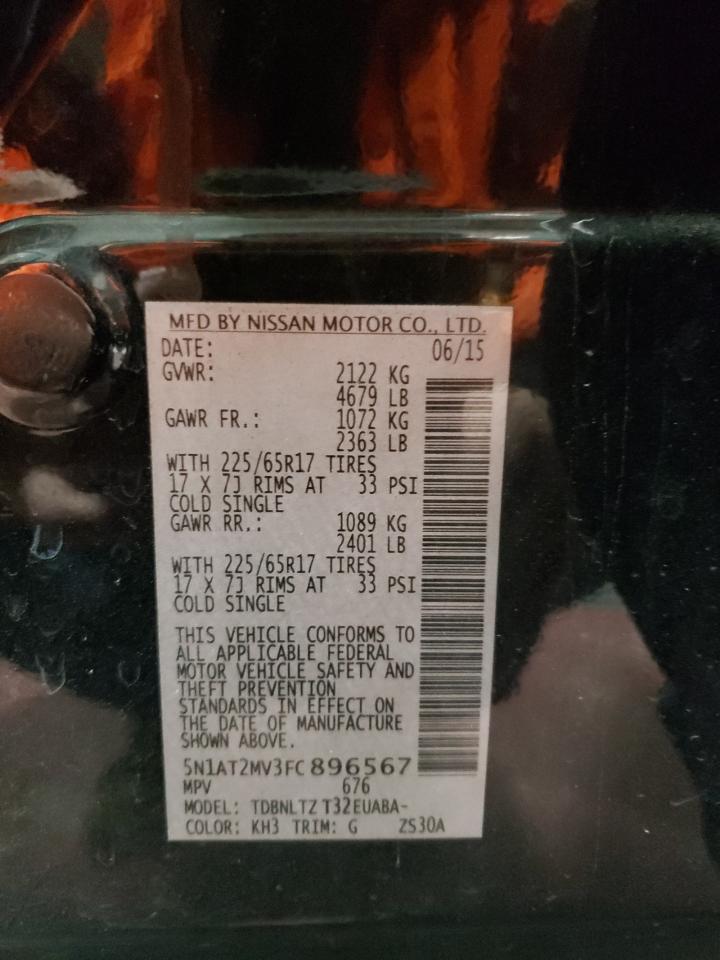 MFD BY NISSAN MOTOR CO., LTD.
DATE: 06/15
GVWR: 2122 KG
4679 LB
GAWR FR.: 1072 KG
2363 LB
WITH 225/65R17 TIRES
17 X 7J RIMS AT 33 PSI
COLD SINGLE
GAWR RR.: 1089 KG
2401 LB
WITH 225/65R17 TIRES
17 X 7J RIMS AT 33 PSI
COLD SINGLE
THIS VEHICLE CONFORMS TO
ALL APPLICABLE FEDERAL
MOTOR VEHICLE SAFETY AND
THEFT PREVENTION
STANDARDS IN EFFECT ON
THE DATE OF MANUFACTURE
SHOWN ABOVE.
5N1AT2MV3FC896567
MPV 676
MODEL: TDBNLTZ T32EUABA-
COLOR: KH3 TRIM: G ZS30A